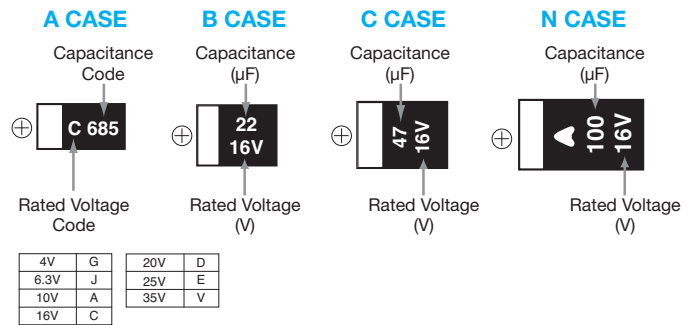 A CASE B CASE C CASE N CASE
Capacitance Code
Capacitance (µF)
Capacitance (µF)
Capacitance (µF)
C 685
22
16V
47
16V
100
16V
Rated Voltage Code
Rated Voltage (V)
Rated Voltage (V)
Rated Voltage (V)
4V G 20V D
6.3V J 25V E
10V A 35V V
16V C